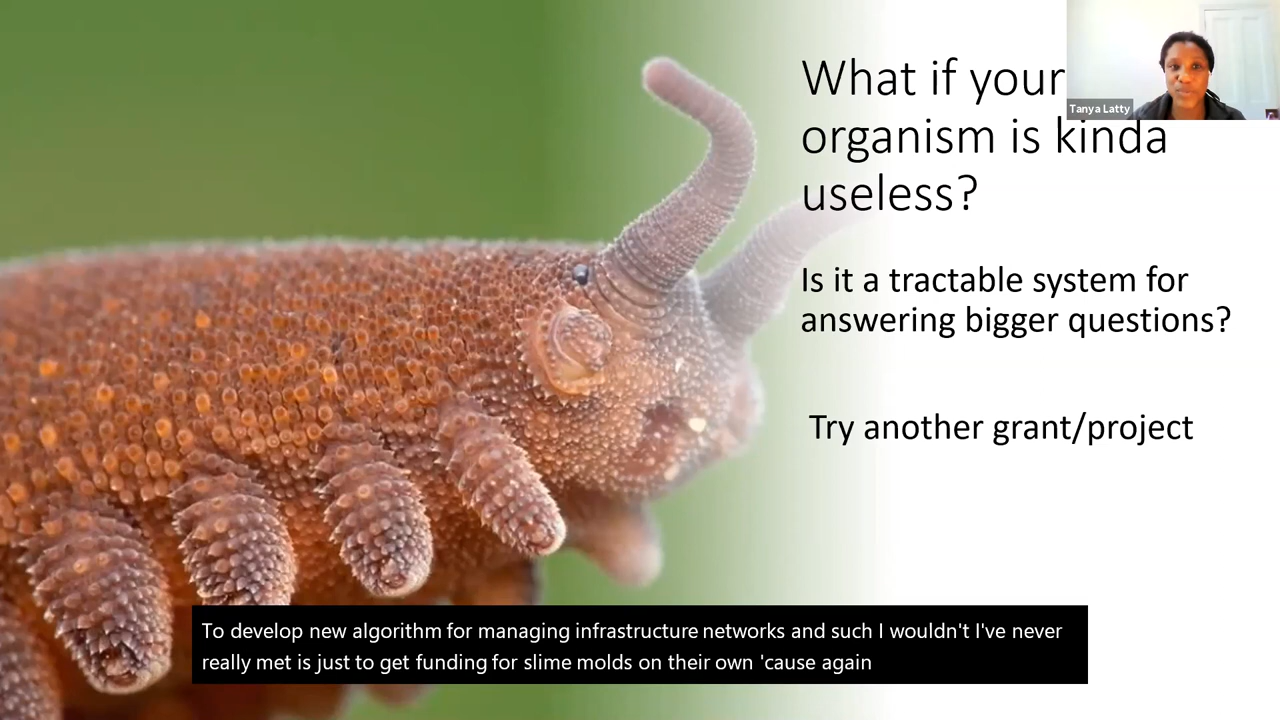 What if your
organism is kinda
useless?
Tanya Latty
Is it a tractable system for
answering bigger questions?
Try another grant/project
To develop new algorithm for managing infrastructure networks and such I wouldn't I've never
really met is just to get funding for slime molds on their own 'cause again